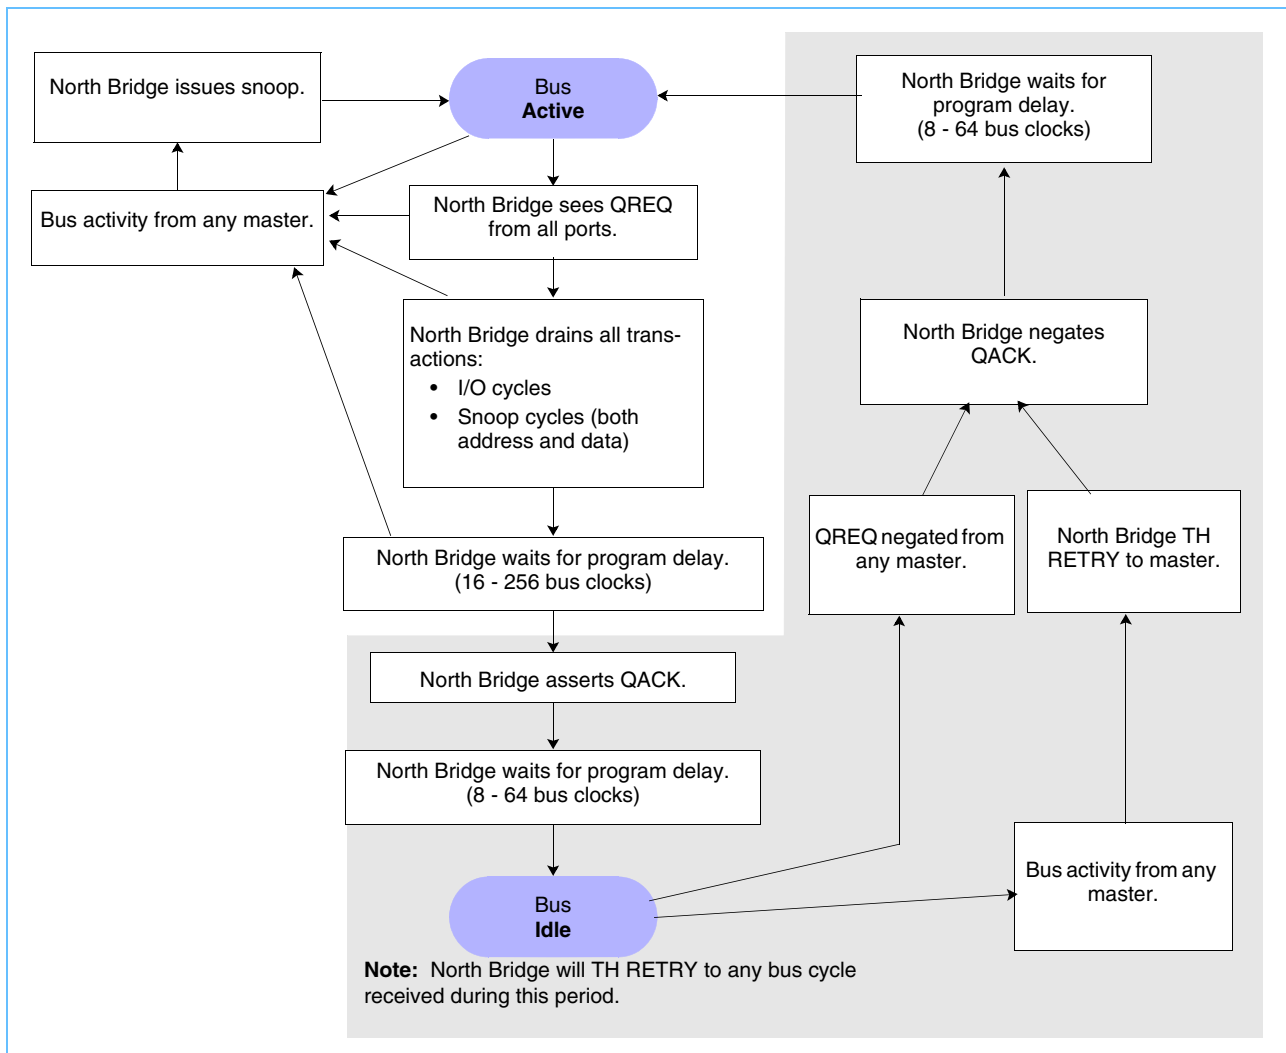 North Bridge issues snoop.
Bus
Active
North Bridge waits for
program delay.
(8 - 64 bus clocks)
Bus activity from any master.
North Bridge sees QREQ
from all ports.
North Bridge drains all trans-
actions:
• I/O cycles
• Snoop cycles (both
address and data)
North Bridge negates
QACK.
North Bridge waits for program delay.
(16 - 256 bus clocks)
QREQ negated from
any master.
North Bridge TH
RETRY to master.
North Bridge asserts QACK.
North Bridge waits for program delay.
(8 - 64 bus clocks)
Bus
Idle
Bus activity from any
master.
Note: North Bridge will TH RETRY to any bus cycle
received during this period.